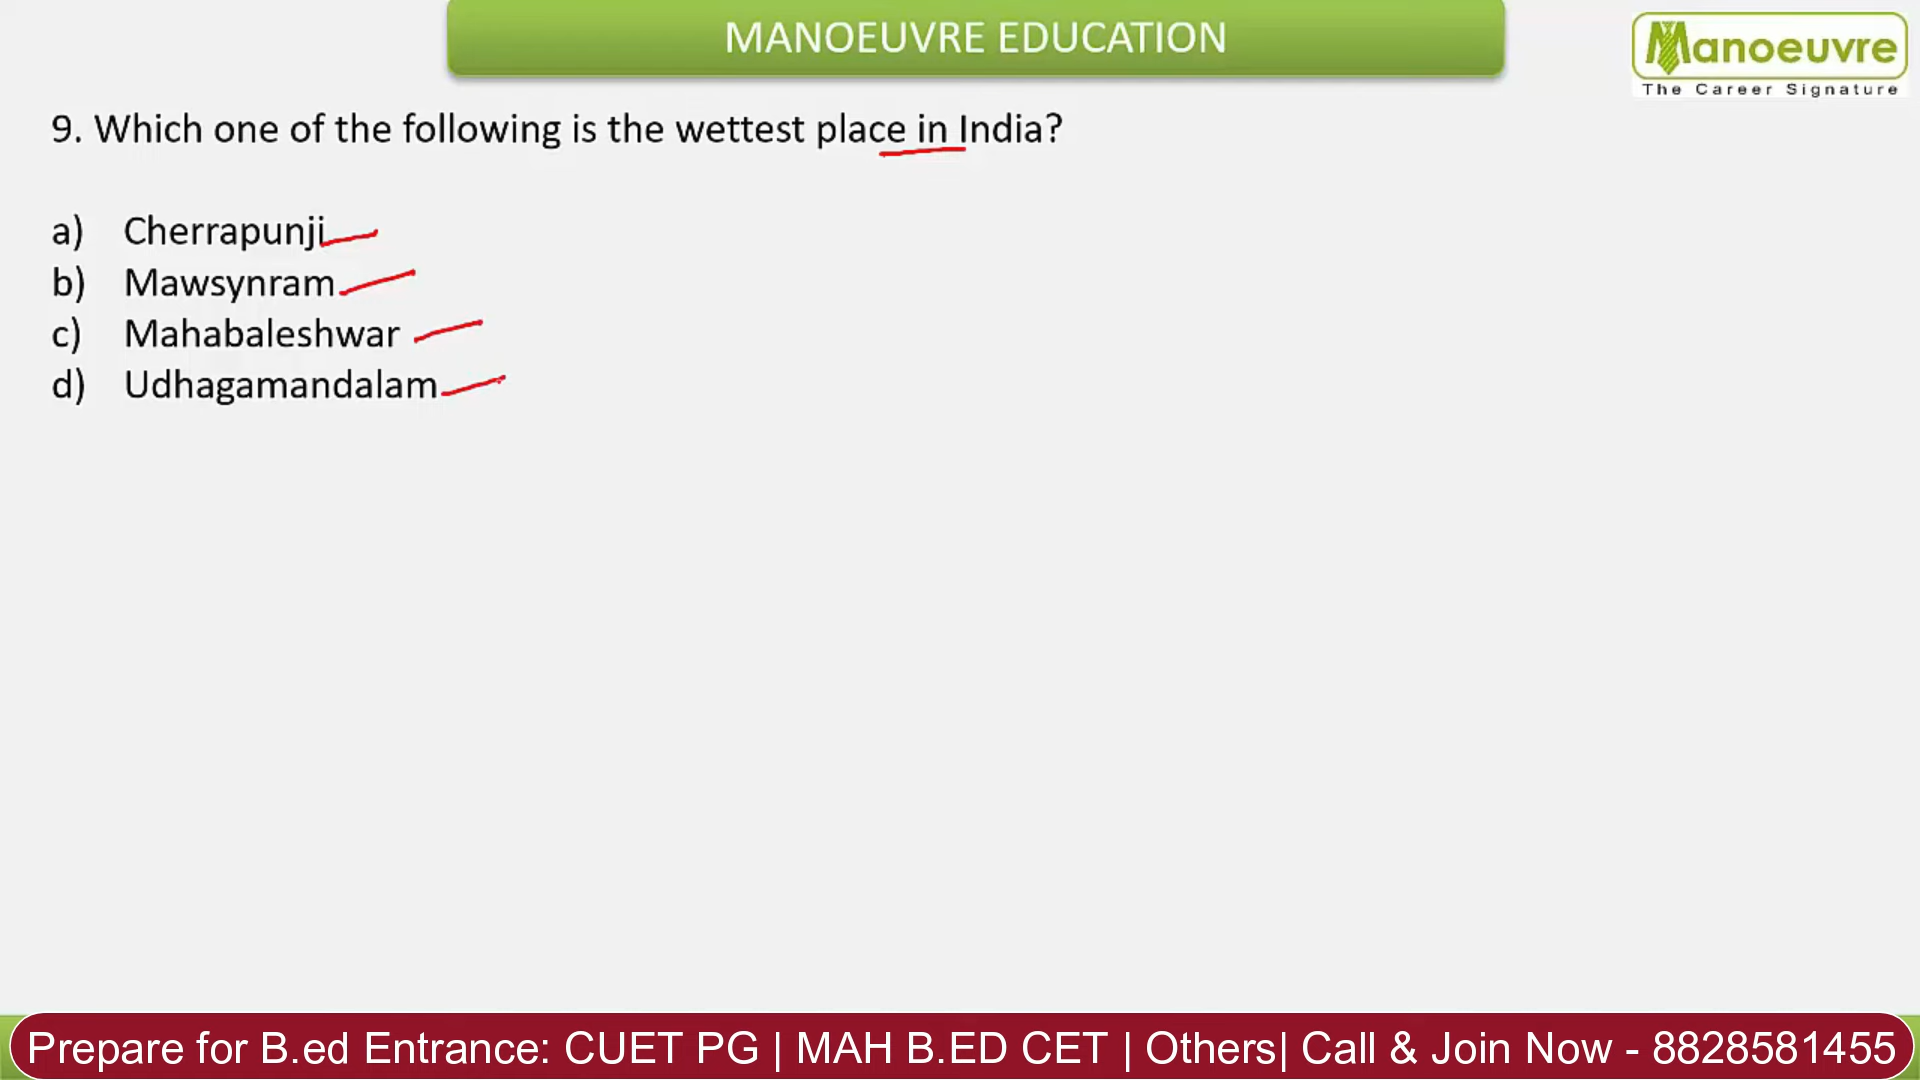 MANOEUVRE EDUCATION
Manoeuvre
The Career Signature
9. Which one of the following is the wettest place in India?
a) Cherrapunji
b) Mawsynram
c) Mahabaleshwar
d) Udhagamandalam
Prepare for B.ed Entrance: CUET PG | MAH B.ED CET | Others| Call & Join Now - 8828581455